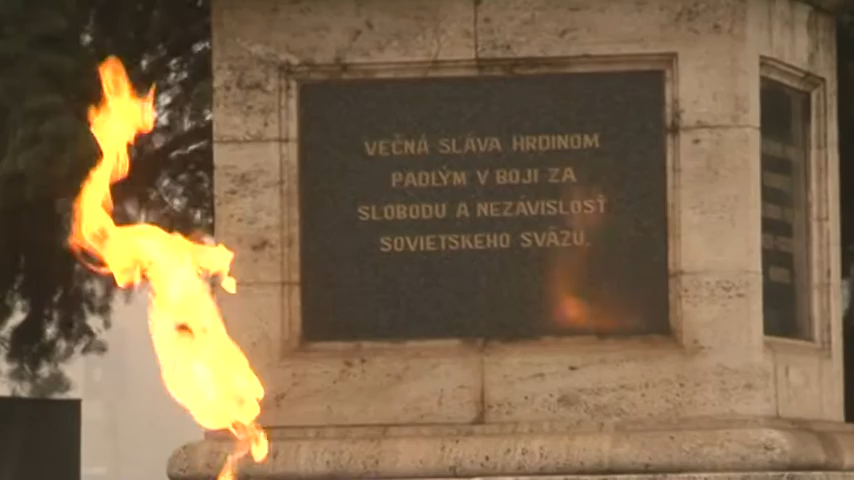 VEČNÁ SLÁVA HRDINOM
PADLÝM V BOJI ZA
SLOBODU A NEZÁVISLOSŤ
SOVIETSKEHO SVÄZU.